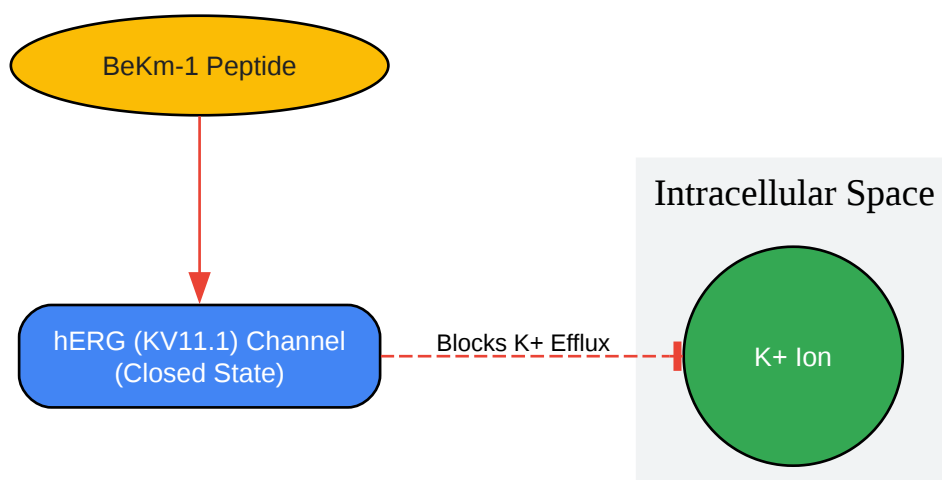 BeKm-1 Peptide
Intracellular Space
hERG (KV11.1) Channel
(Closed State)
Blocks K+ Efflux
K+ Ion